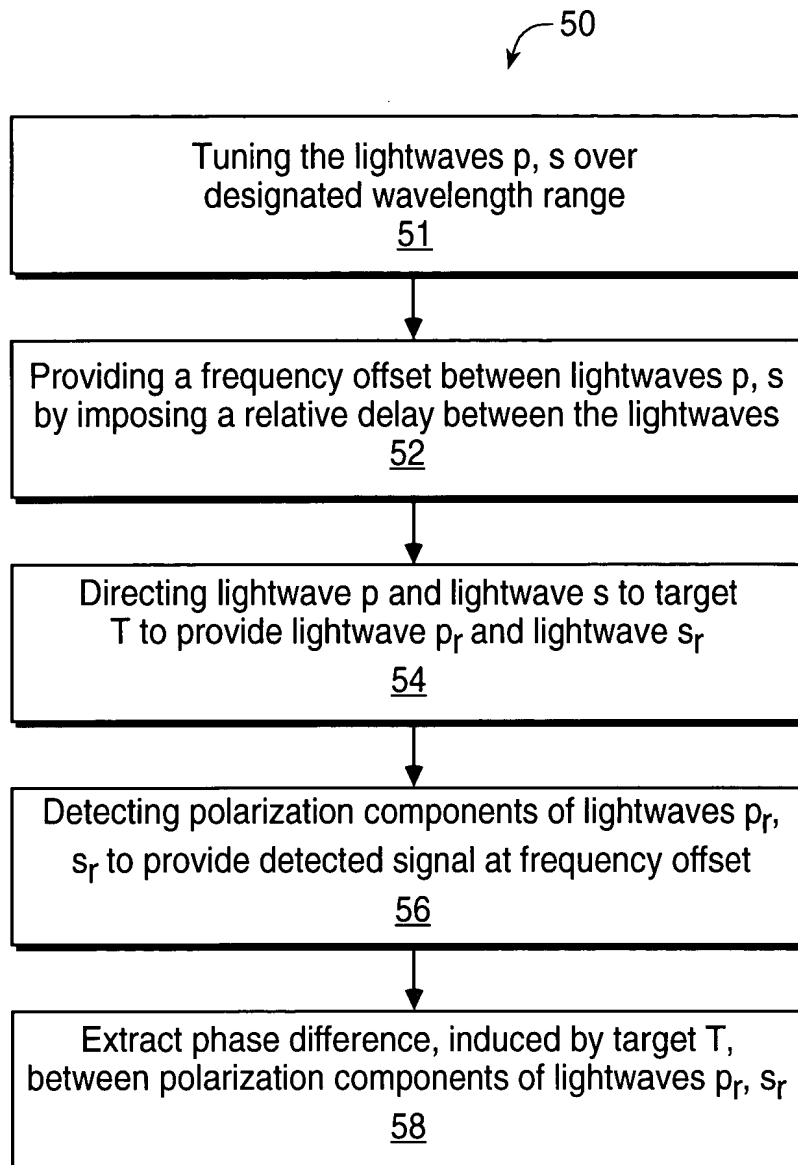 50
Tuning the lightwaves p, s over
designated wavelength range
51
Providing a frequency offset between lightwaves p, s
by imposing a relative delay between the lightwaves
52
Directing lightwave p and lightwave s to target
T to provide lightwave pr and lightwave sr
54
Detecting polarization components of lightwaves pr,
sr to provide detected signal at frequency offset
56
Extract phase difference, induced by target T,
between polarization components of lightwaves pr, sr
58